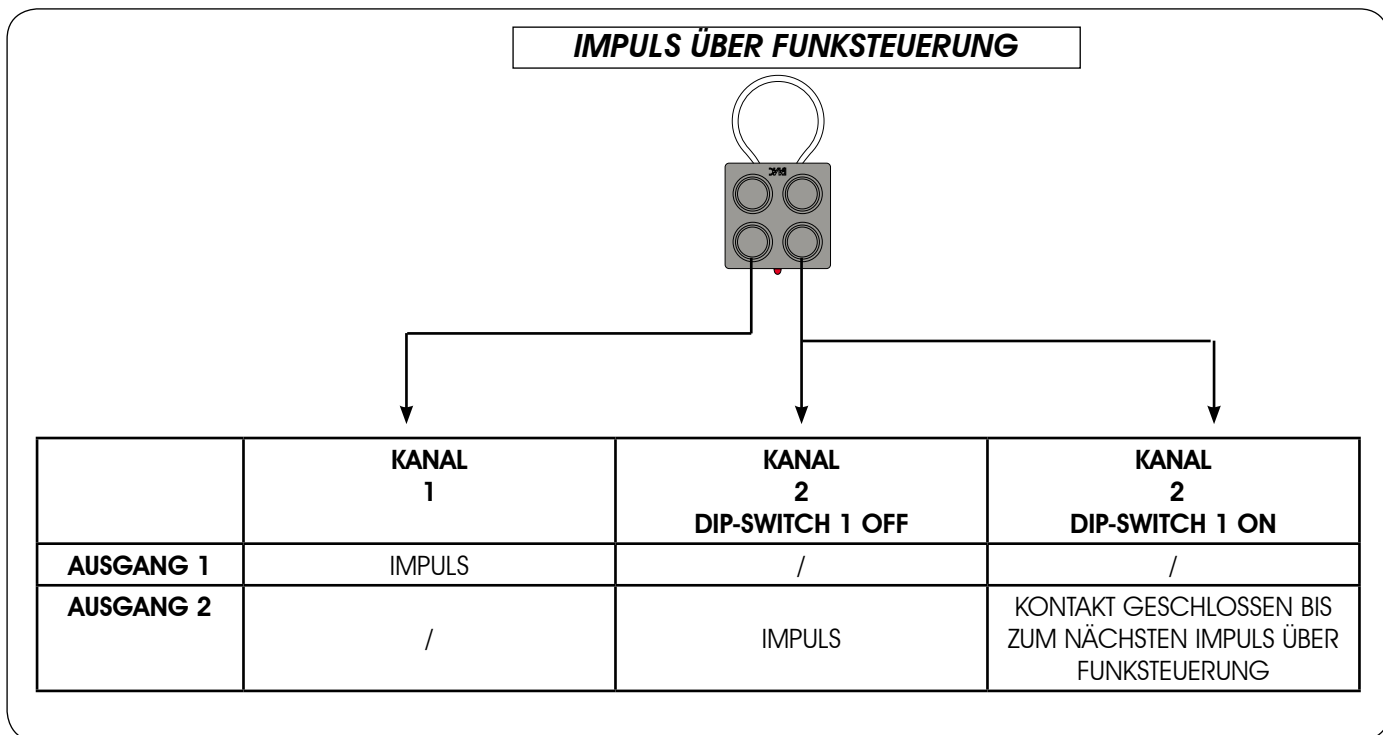 IMPULS ÜBER FUNKSTEUERUNG
KANAL
1
KANAL
2
DIP-SWITCH 1 OFF
KANAL
2
DIP-SWITCH 1 ON
AUSGANG 1
IMPULS
/
/
AUSGANG 2
/
IMPULS
KONTAKT GESCHLOSSEN BIS
ZUM NÄCHSTEN IMPULS ÜBER
FUNKSTEUERUNG